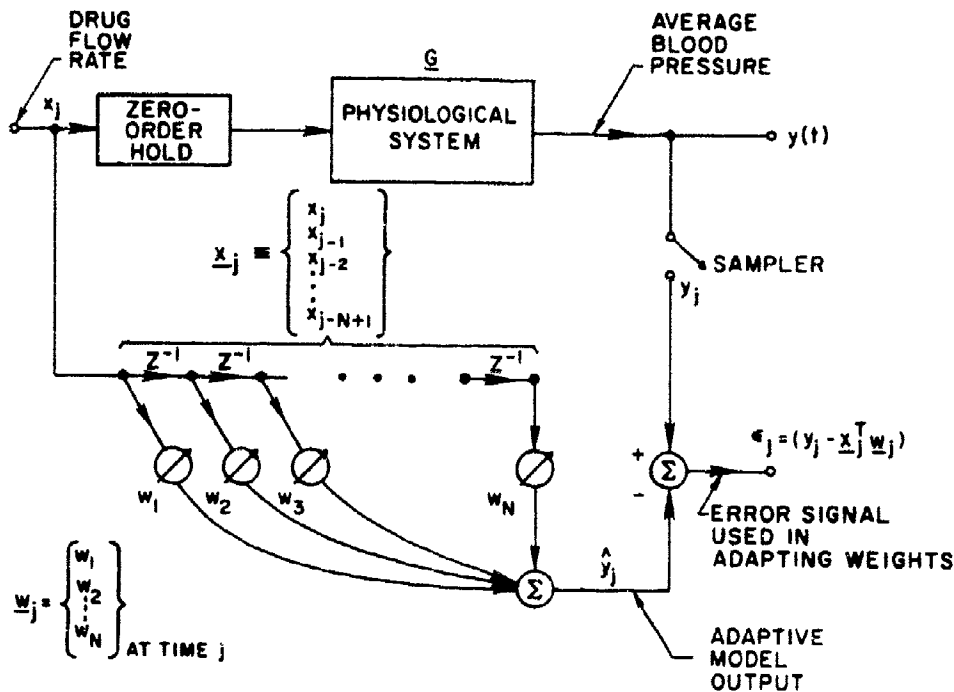 DRUG
FLOW
RATE
x_j
ZERO-
ORDER
HOLD
G
PHYSIOLOGICAL
SYSTEM
AVERAGE
BLOOD
PRESSURE
y(t)
x_j ≡ { x_j
x_j-1
x_j-2
⋮
x_j-N+1 }
SAMPLER
y_j
Z⁻¹ Z⁻¹ • • • Z⁻¹
w_1 w_2 w_3 w_N
+
Σ
-
ϵ_j = (y_j - x_j^T w_j)
ERROR SIGNAL
USED IN
ADAPTING WEIGHTS
Σ
ŷ_j
w_j = { w_1
w_2
⋮
w_N } AT TIME j
ADAPTIVE
MODEL
OUTPUT